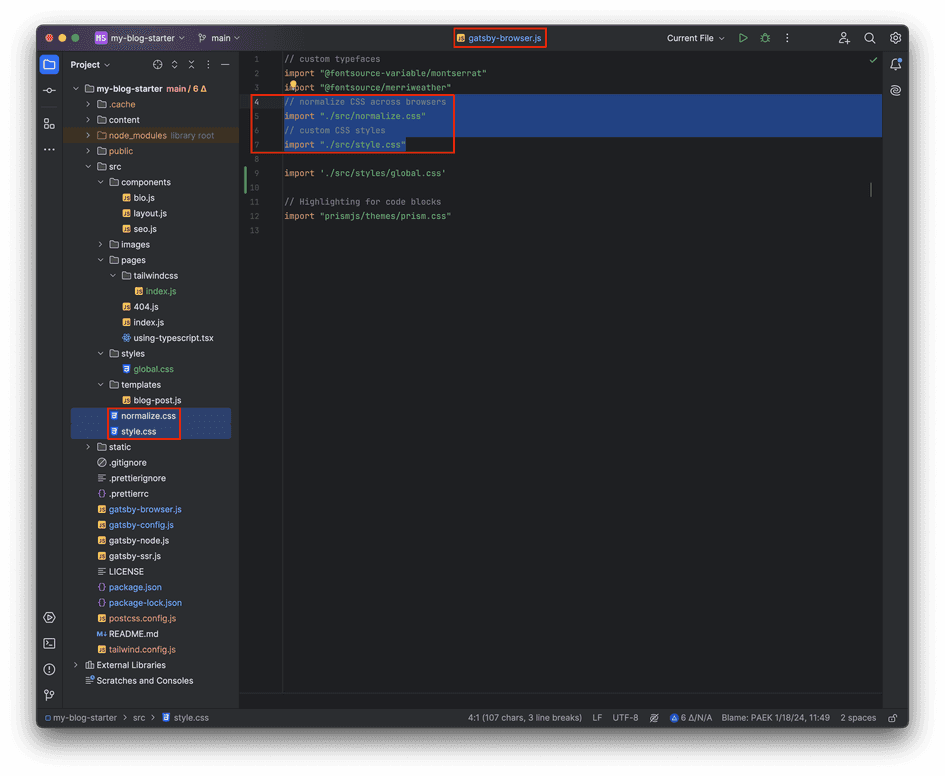 MS my-blog-starter main gatsby-browser.js Current File
Project
my-blog-starter main / 6 Δ
.cache
content
node_modules library root
public
src
components
bio.js
layout.js
seo.js
images
pages
tailwindcss
index.js
404.js
index.js
using-typescript.tsx
styles
global.css
templates
blog-post.js
normalize.css
style.css
static
.gitignore
.prettierignore
.prettierrc
gatsby-browser.js
gatsby-config.js
gatsby-node.js
gatsby-ssr.js
LICENSE
package.json
package-lock.json
postcss.config.js
README.md
tailwind.config.js
External Libraries
Scratches and Consoles
1 // custom typefaces
2 import "@fontsource-variable/montserrat"
3 import "@fontsource/merriweather"
4 // normalize CSS across browsers
5 import "./src/normalize.css"
6 // custom CSS styles
7 import "./src/style.css"
8
9 import './src/styles/global.css'
10
11 // Highlighting for code blocks
12 import "prismjs/themes/prism.css"
13
my-blog-starter > src > style.css 4:1 (107 chars, 3 line breaks) LF UTF-8 6 Δ/N/A Blame: PAEK 1/18/24, 11:49 2 spaces